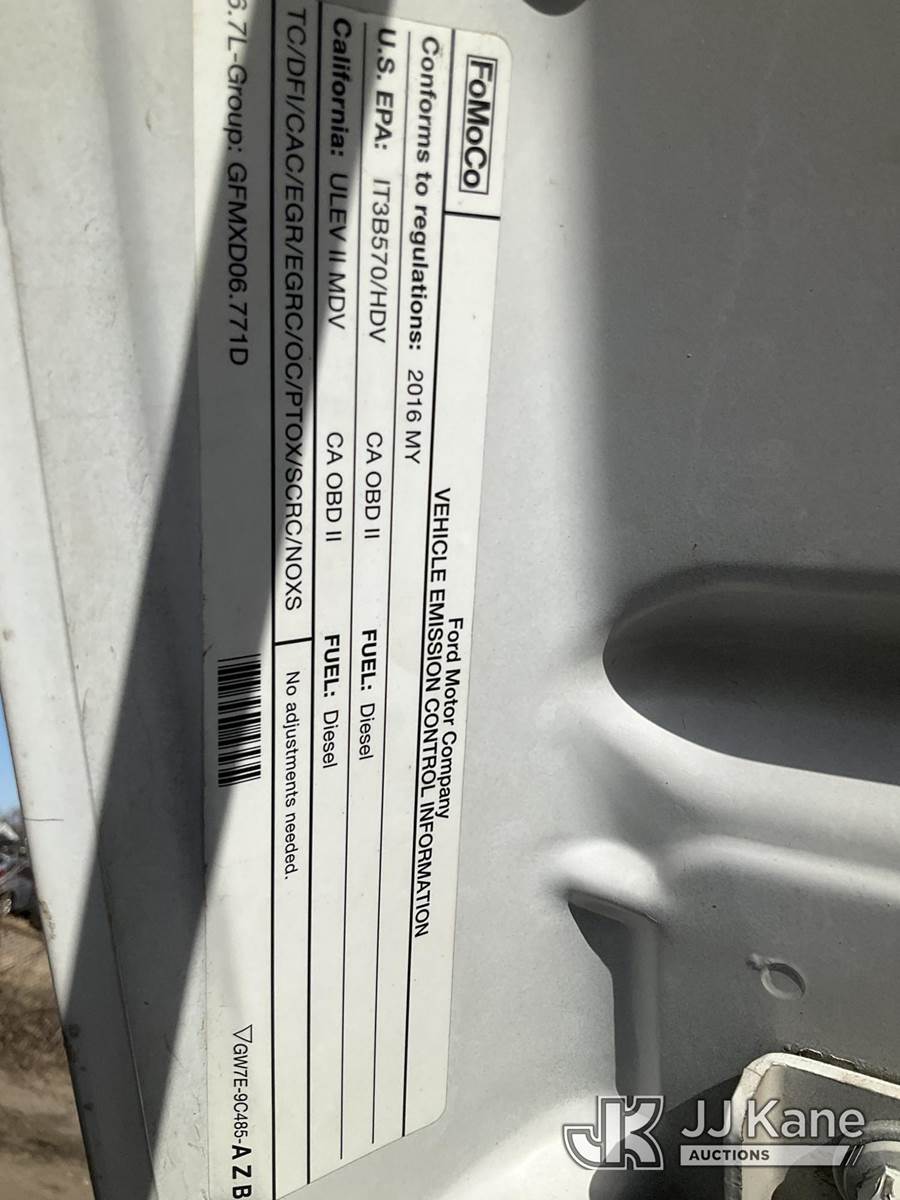 FoMoCo
Ford Motor Company
VEHICLE EMISSION CONTROL INFORMATION
Conforms to regulations: 2016 MY
U.S. EPA: IT3B570/HDV CA OBD II FUEL: Diesel
California: ULEV II MDV CA OBD II FUEL: Diesel
TC/DFI/CAC/EGR/EGRC/OC/PTOX/SCRC/NOXS No adjustments needed.
6.7L-Group: GFMXD06.771D
GW7E-9C485-A Z B
JK JJ Kane
AUCTIONS